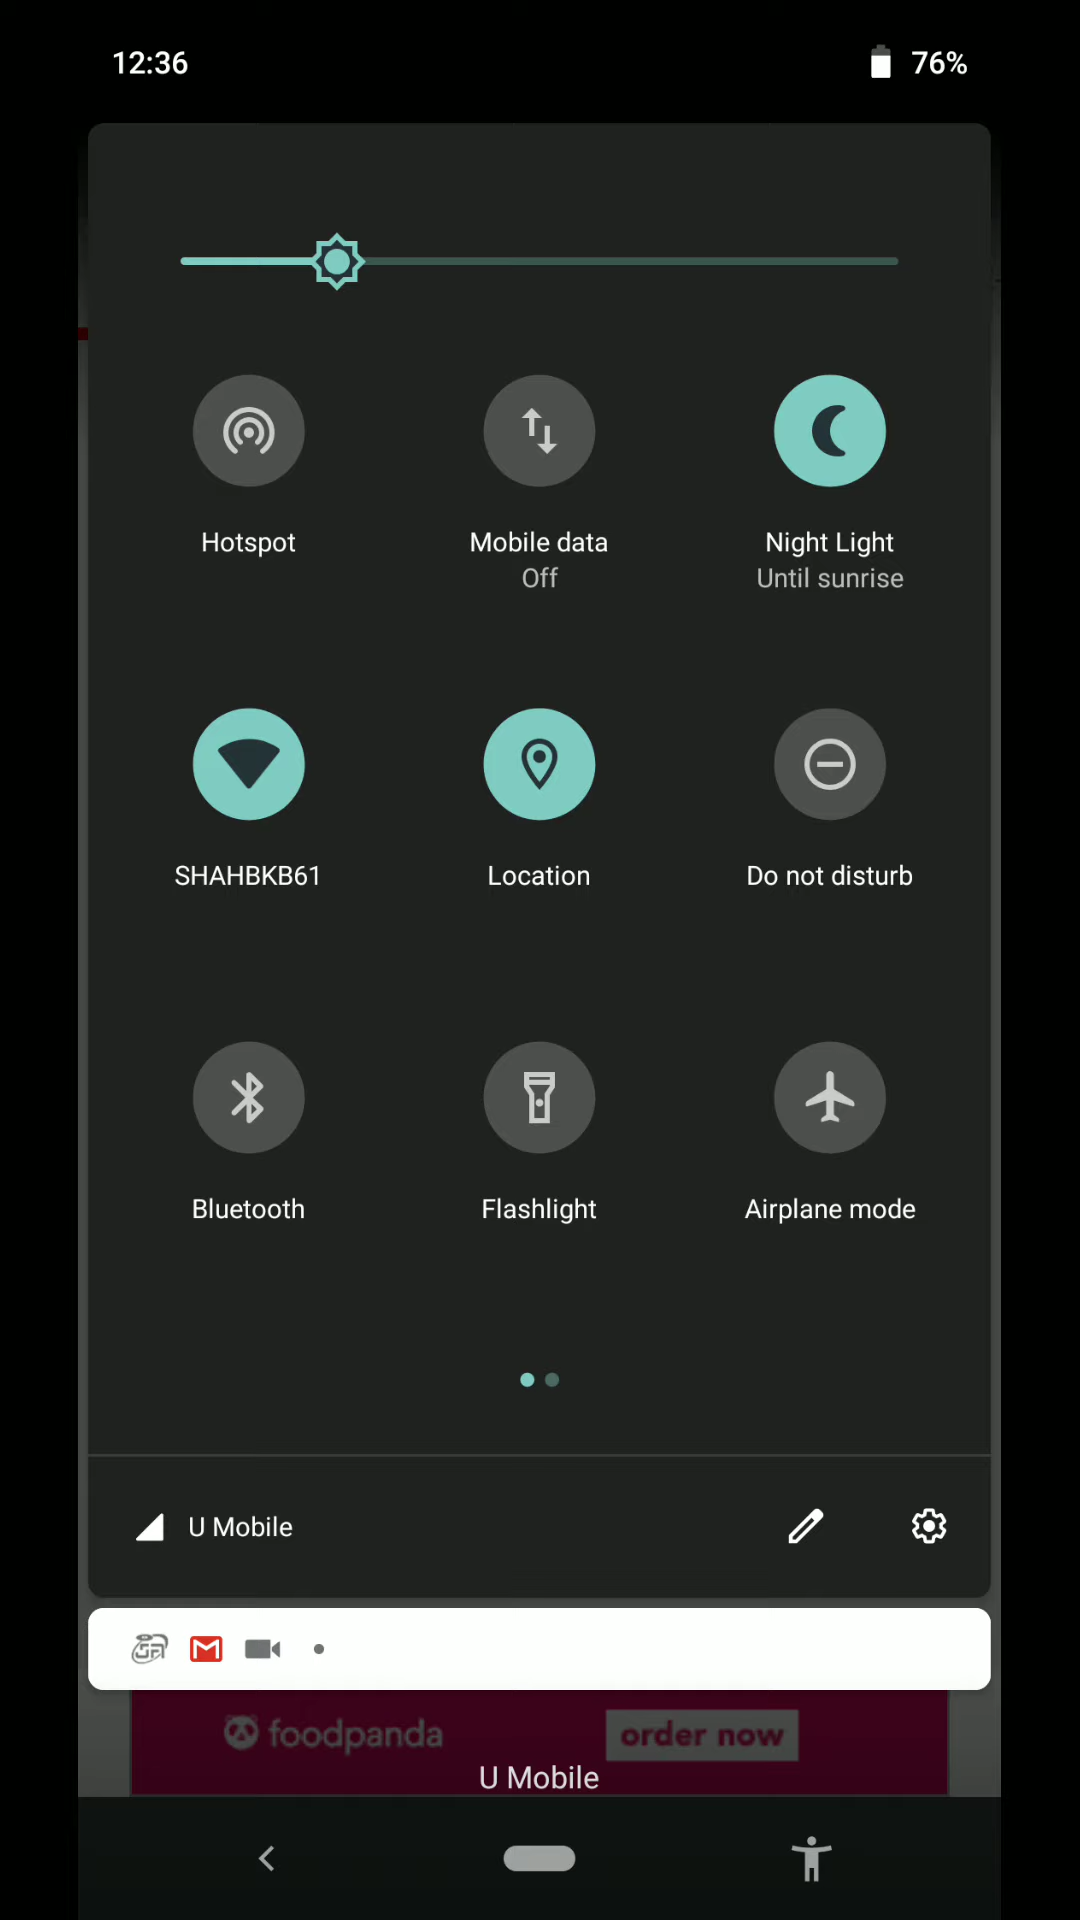 12:36
76%
Hotspot
Mobile data
Off
Night Light
Until sunrise
SHAHBKB61
Location
Do not disturb
Bluetooth
Flashlight
Airplane mode
U Mobile
foodpanda
order now
U Mobile